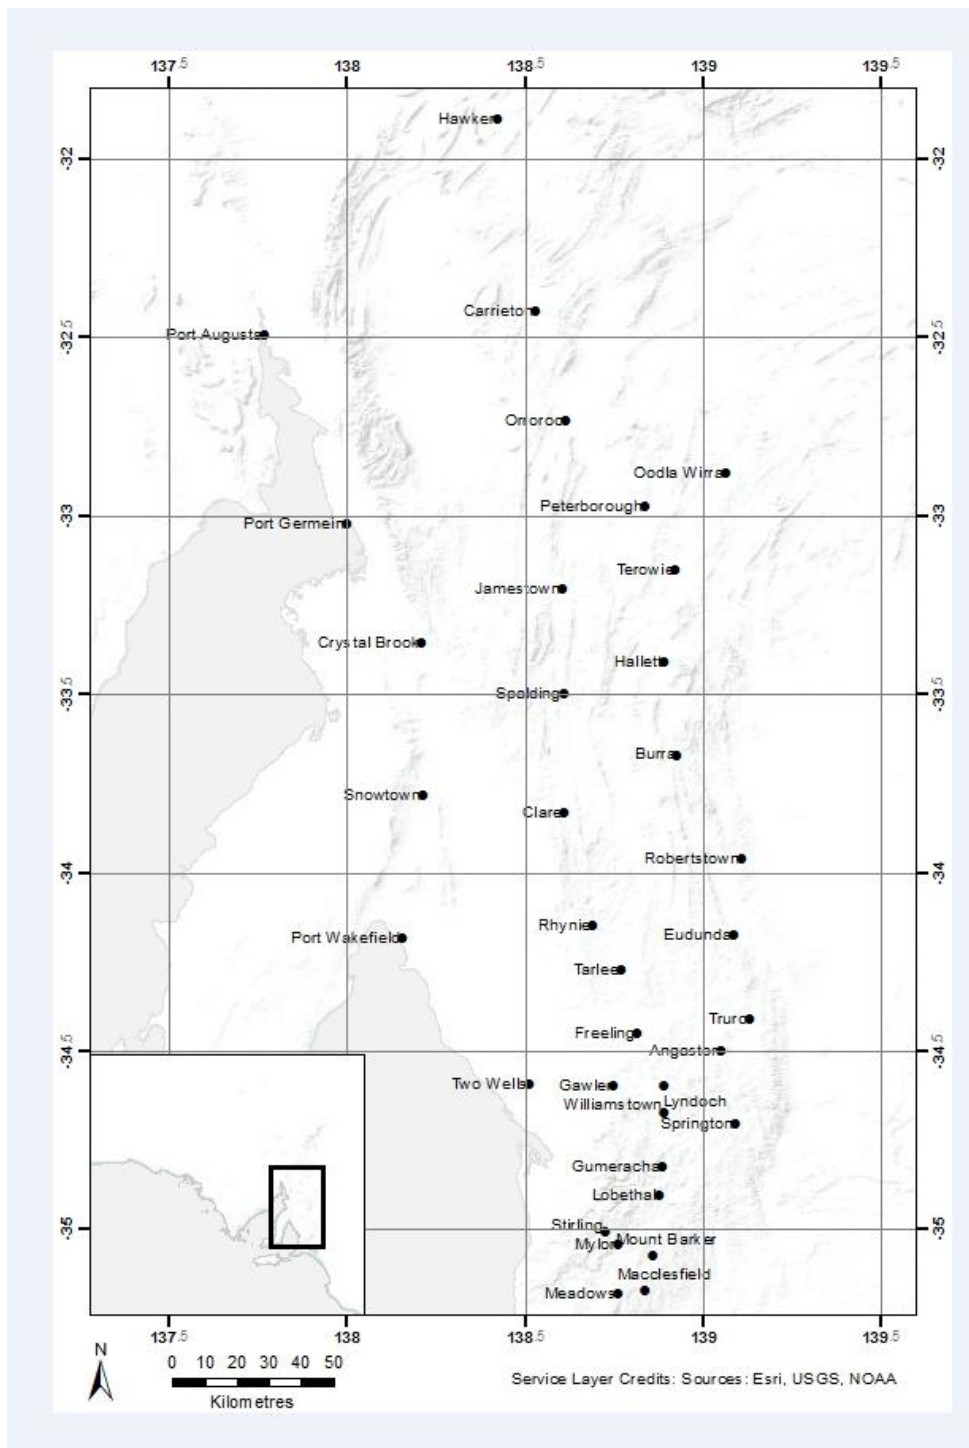 137.5 138 138.5 139 139.5
Hawker
-32 -32
Carrieton
Port Augusta
-32.5 -32.5
Orroroo
Oodla Wirra
Peterborough
-33 -33
Port Germein
Terowie
Jamestown
Crystal Brook
Hallett
Spalding
-33.5 -33.5
Burra
Snowtown
Clare
Robertstown
-34 -34
Rhynie
Eudunda
Port Wakefield
Tarlee
Truro
Freeling
Angaston
-34.5 -34.5
Two Wells
Gawler
Lyndoch
Williamstown
Springton
Gumeracha
Lobethal
Stirling
-35 -35
Mylor
Mount Barker
Macclesfield
Meadows
137.5 138 138.5 139 139.5
N
0 10 20 30 40 50
Kilometres
Service Layer Credits: Sources: Esri, USGS, NOAA